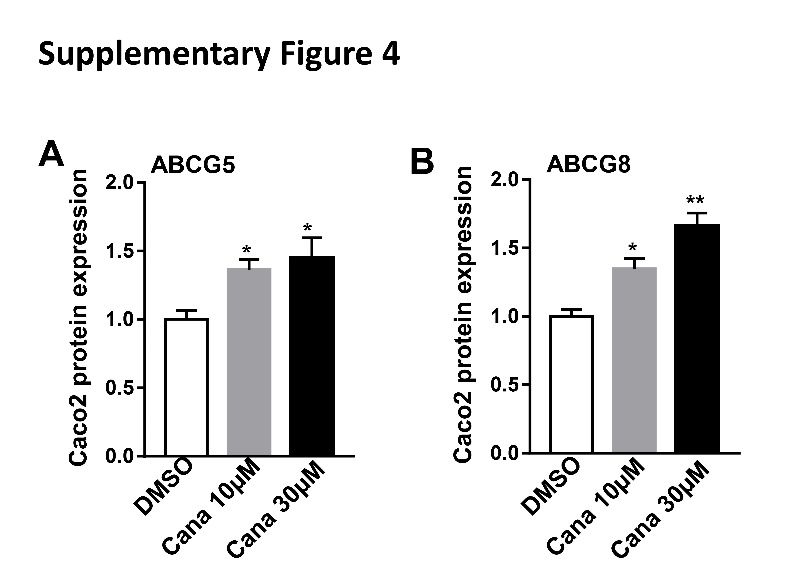 Supplementary Figure 4
A
ABCG5
Caco2 protein expression
2.0
1.5
1.0
0.5
0.0
*
*
DMSO
Cana 10µM
Cana 30µM
B
ABCG8
Caco2 protein expression
2.0
1.5
1.0
0.5
0.0
*
**
DMSO
Cana 10µM
Cana 30µM